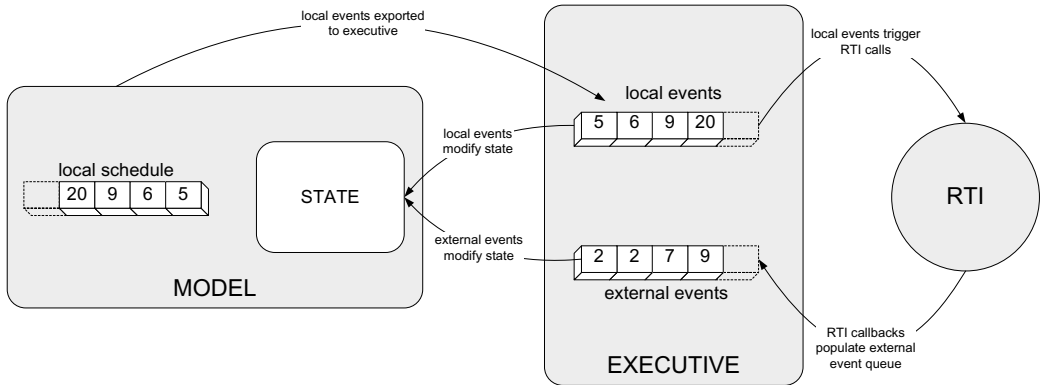 local events exported
to executive
local events trigger
RTI calls
local events
5 6 9 20
local events
modify state
local schedule
20 9 6 5
STATE
RTI
external events
modify state
2 2 7 9
external events
MODEL
RTI callbacks
populate external
event queue
EXECUTIVE